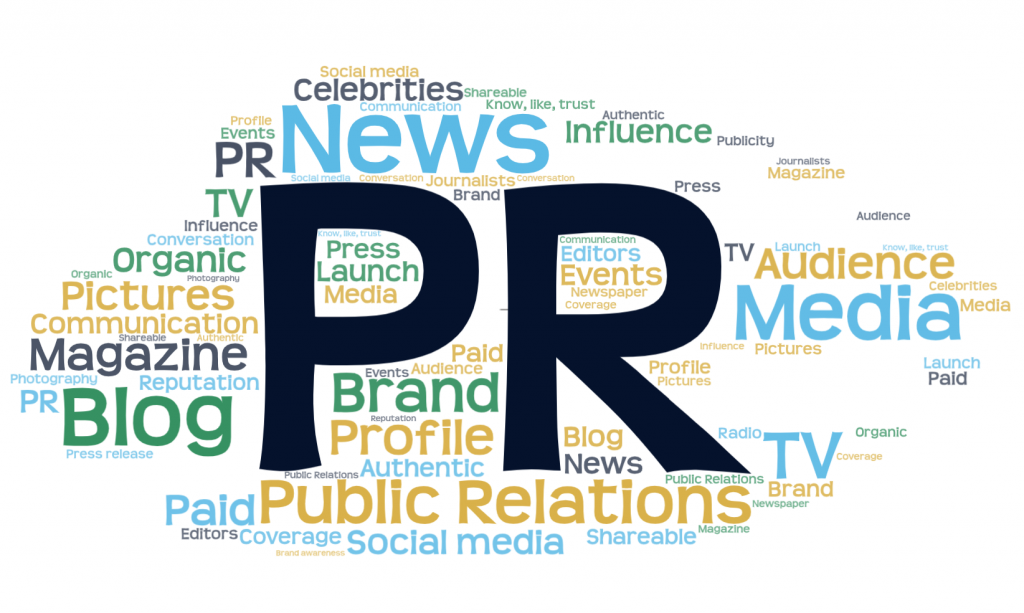 Social media
Celebrities Shareable
Communication Know, like, trust
Profile News Authentic
Events Influence Publicity
PR Journalists
Magazine
Social media Conversation Journalists Conversation
Brand Press
TV
Influence Audience
Know, like, trust
Conversation Press Communication
Organic Launch Editors TV Launch Know, like, trust
Organic Photography Events Audience
Pictures Media Newspaper Celebrities
Coverage Media Media
PR
Communication
Shareable Authentic
Magazine Paid Influence Pictures
Events Audience Profile Launch
Photography Reputation Brand Pictures Paid
PR Blog Reputation
Profile Blog Radio TV Organic
Press release News Coverage
Public Relations Authentic Public Relations
Paid Public Relations Brand
Newspaper
Editors Coverage Social media Shareable Magazine
Brand awareness